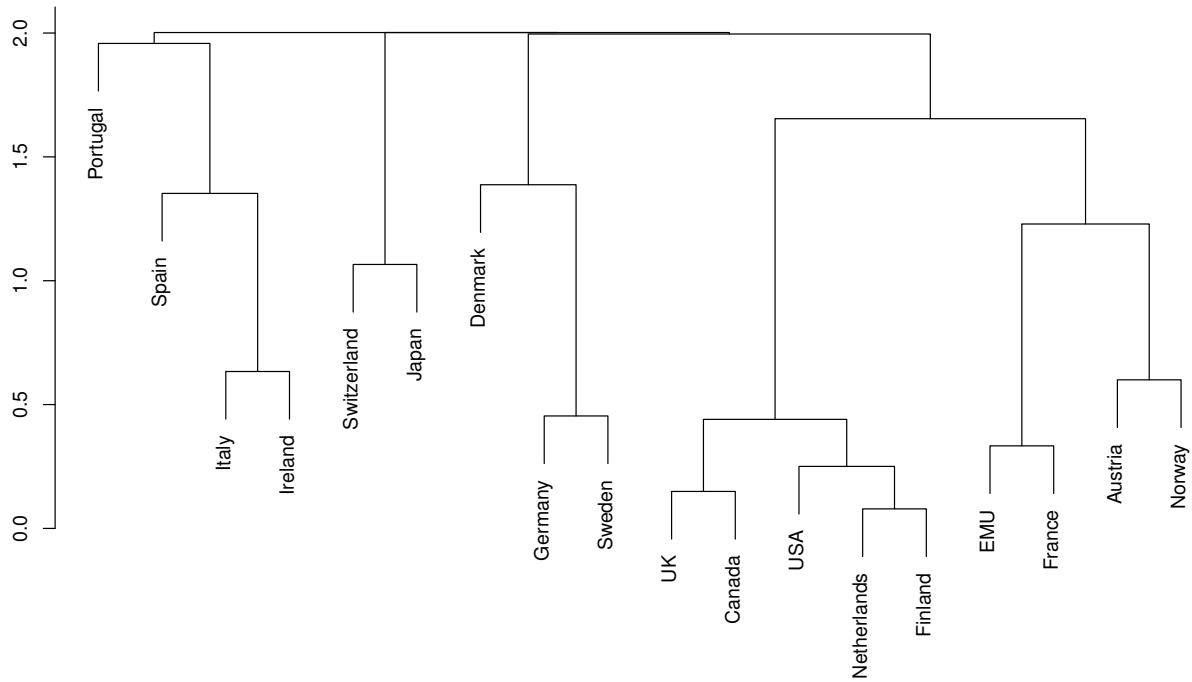 2.0
1.5
1.0
0.5
0.0
Portugal
Spain
Italy
Ireland
Switzerland
Japan
Denmark
Germany
Sweden
UK
Canada
USA
Netherlands
Finland
EMU
France
Austria
Norway